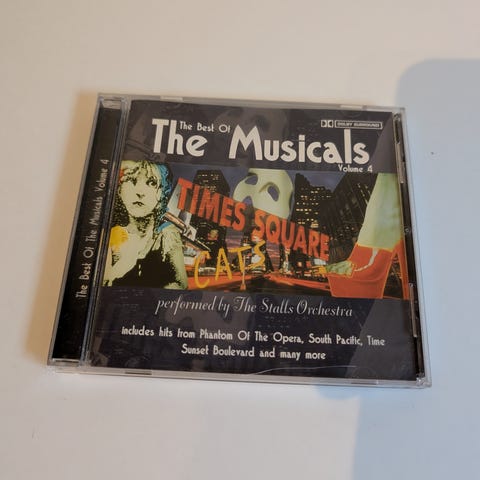 The Best Of
The Musicals
Volume 4
DOLBY SURROUND
TIMES SQUARE
CATS
performed by The Stalls Orchestra
includes hits from Phantom Of The Opera, South Pacific, Time
Sunset Boulevard and many more
The Best Of The Musicals Volume 4